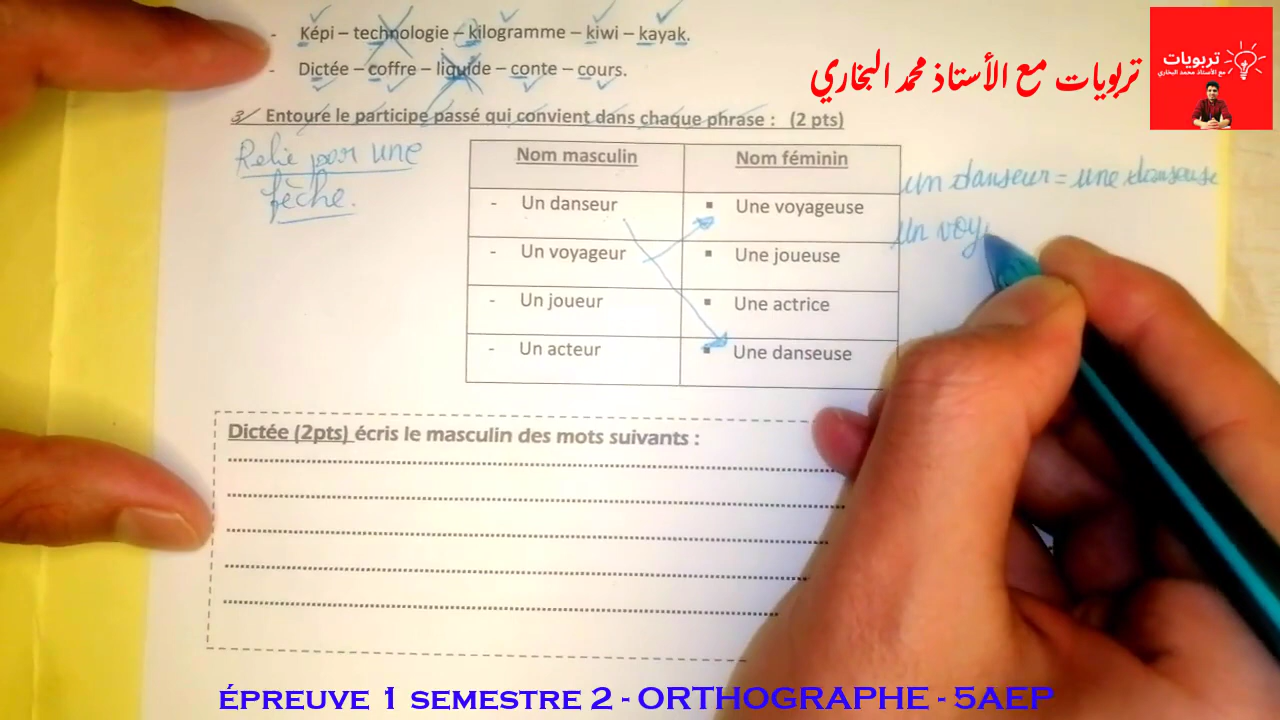 - Képi – technologie – kilogramme – kiwi – kayak.
- Dictée – coffre – liquide – conte – cours.
تربويات مع الأستاذ محمد البخاري
تربويات
مع الأستاذ محمد البخاري
3/ Entoure le participe passé qui convient dans chaque phrase : (2 pts)
Relie par une
fèche.
Nom masculin Nom féminin
- Un danseur ▪ Une voyageuse
- Un voyageur ▪ Une joueuse
- Un joueur ▪ Une actrice
- Un acteur ▪ Une danseuse
un danseur = une danseuse
un voy
Dictée (2pts) écris le masculin des mots suivants :
épreuve 1 semestre 2 - ORTHOGRAPHE - 5AEP